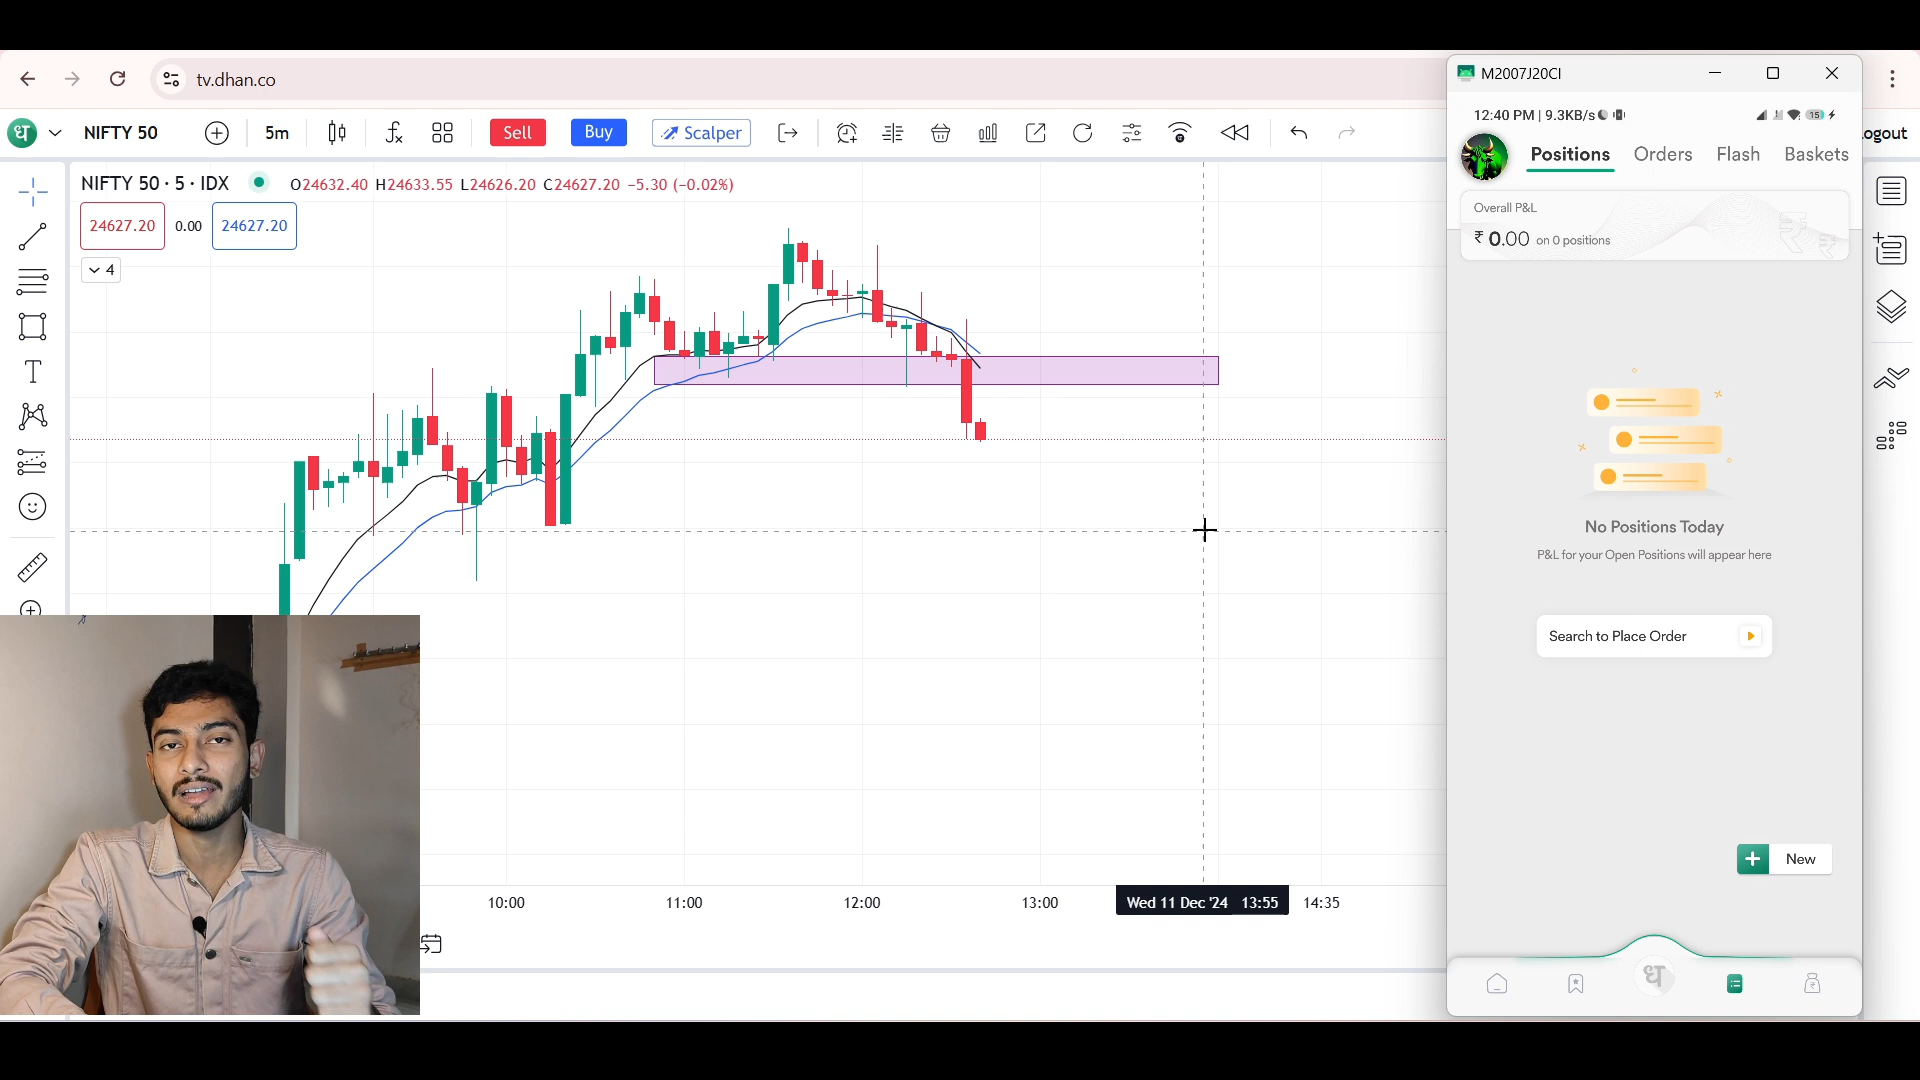 tv.dhan.co
M2007J20CI
ध
NIFTY 50
5m
Sell
Buy
Scalper
ogout
NIFTY 50 · 5 · IDX
O24632.40 H24633.55 L24626.20 C24627.20 −5.30 (−0.02%)
24627.20
0.00
24627.20
4
12:40 PM | 9.3KB/s
15
Positions
Orders
Flash
Baskets
Overall P&L
₹ 0.00 on 0 positions
No Positions Today
P&L for your Open Positions will appear here
Search to Place Order
New
ध
10:00
11:00
12:00
13:00
Wed 11 Dec '24 13:55
14:35